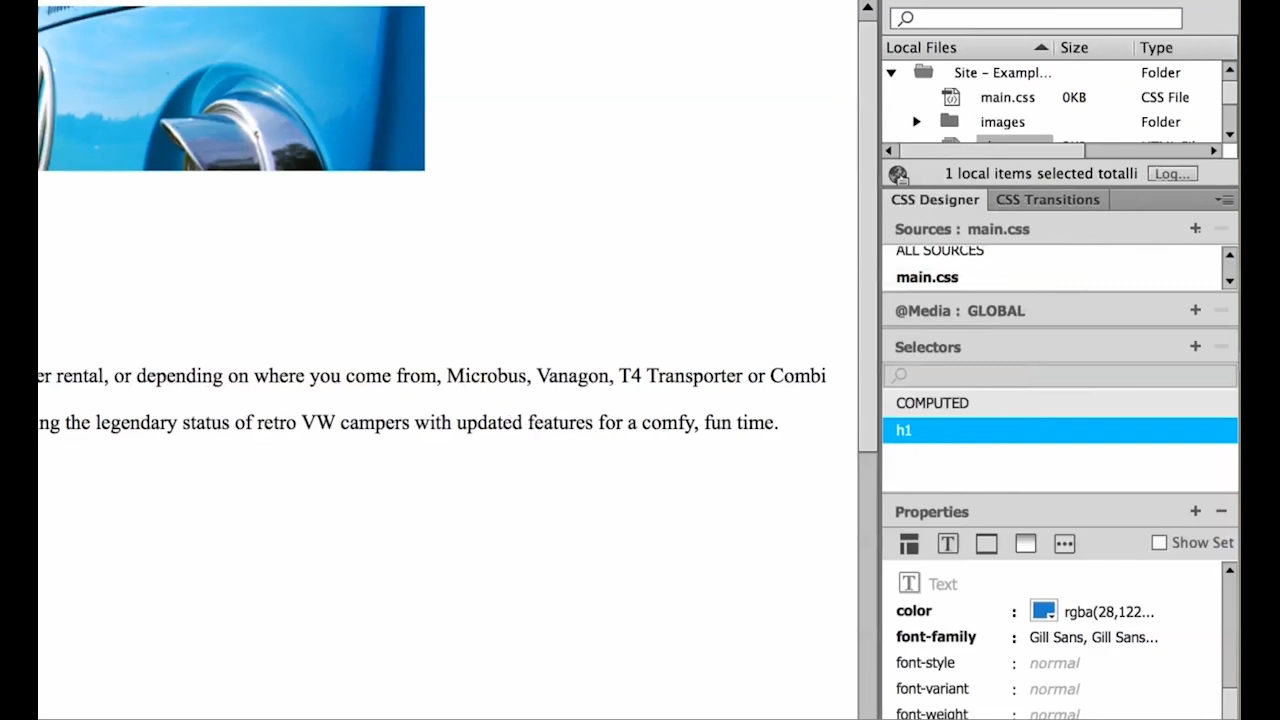 Local Files Size Type
Site – Exampl... Folder
main.css 0KB CSS File
images Folder
1 local items selected totalli Log...
CSS Designer CSS Transitions
Sources : main.css
ALL SOURCES
main.css
@Media : GLOBAL
Selectors
COMPUTED
h1
Properties
Show Set
Text
color : rgba(28,122...
font-family : Gill Sans, Gill Sans...
font-style : normal
font-variant : normal
font-weight : normal
er rental, or depending on where you come from, Microbus, Vanagon, T4 Transporter or Combi
ng the legendary status of retro VW campers with updated features for a comfy, fun time.